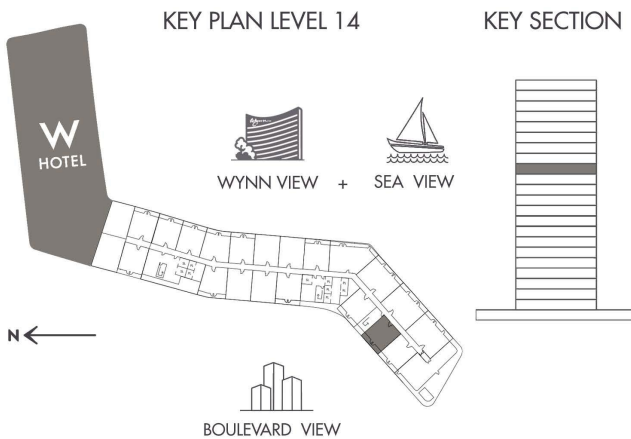 KEY PLAN LEVEL 14
KEY SECTION
W
HOTEL
WYNN VIEW + SEA VIEW
N
BOULEVARD VIEW